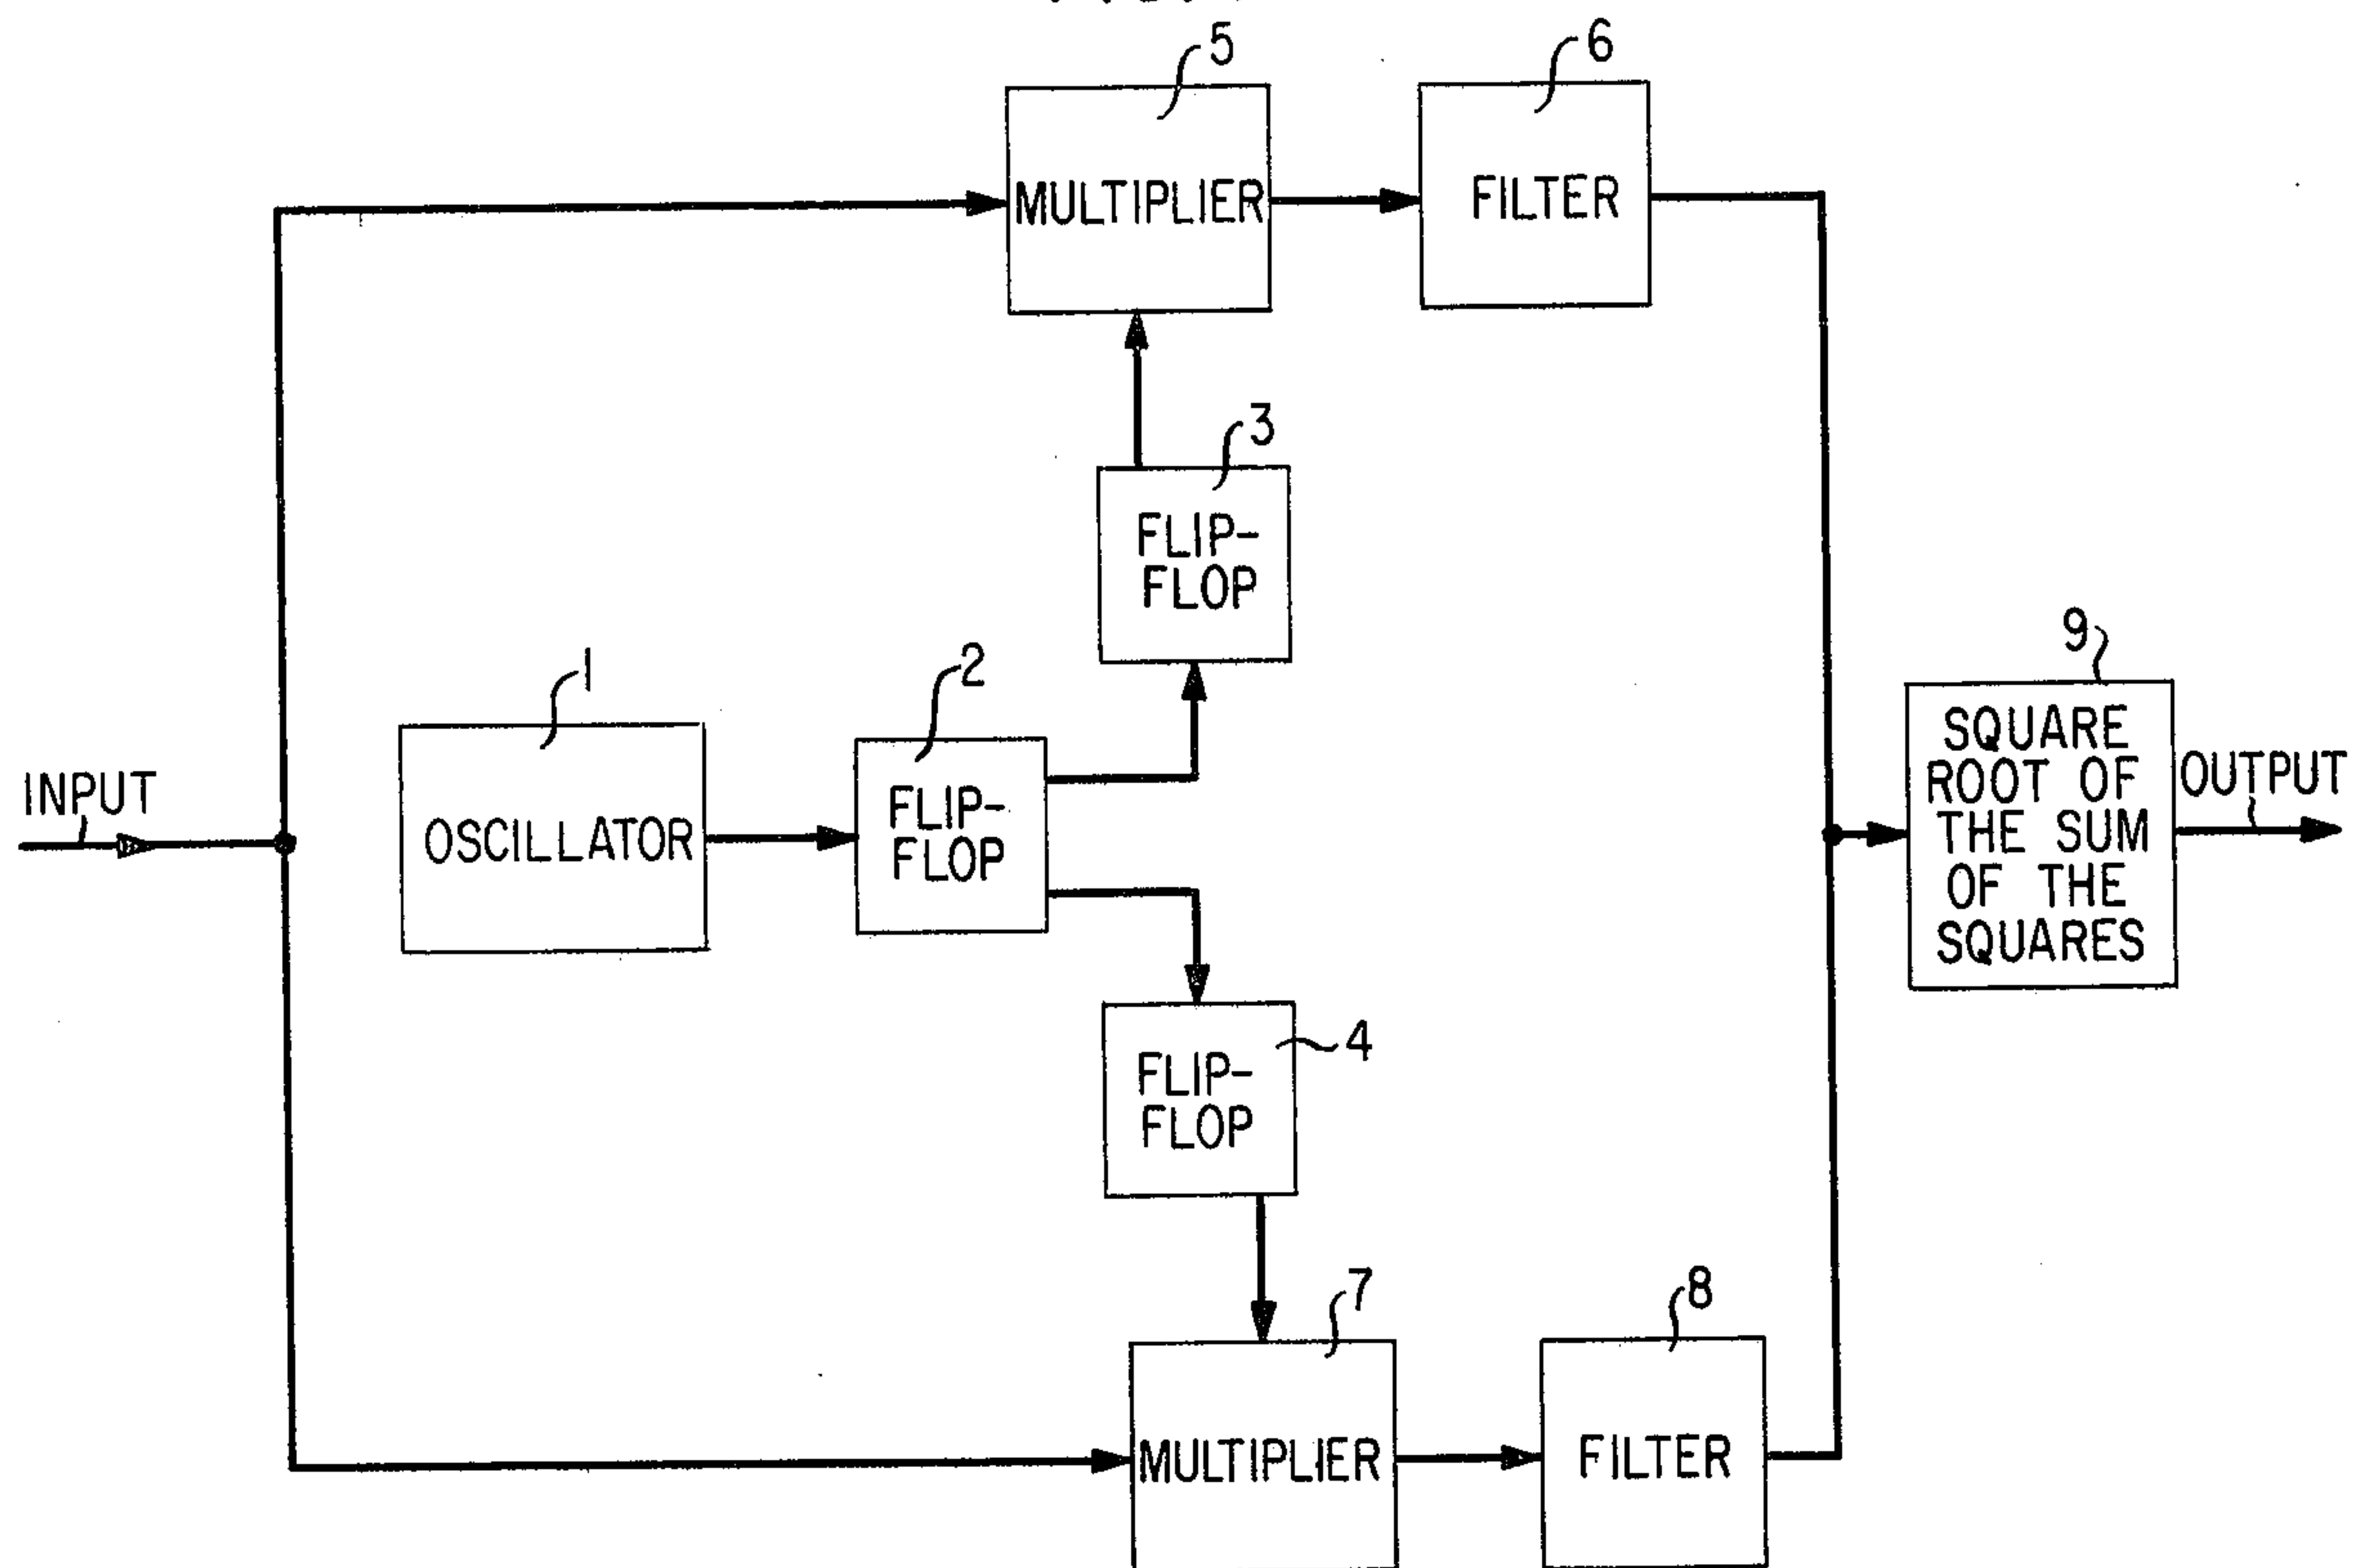 5
6
MULTIPLIER
FILTER
3
FLIP-
FLOP
1
2
9
INPUT
OSCILLATOR
FLIP-
FLOP
SQUARE
ROOT OF
THE SUM
OF THE
SQUARES
OUTPUT
4
FLIP-
FLOP
7
8
MULTIPLIER
FILTER